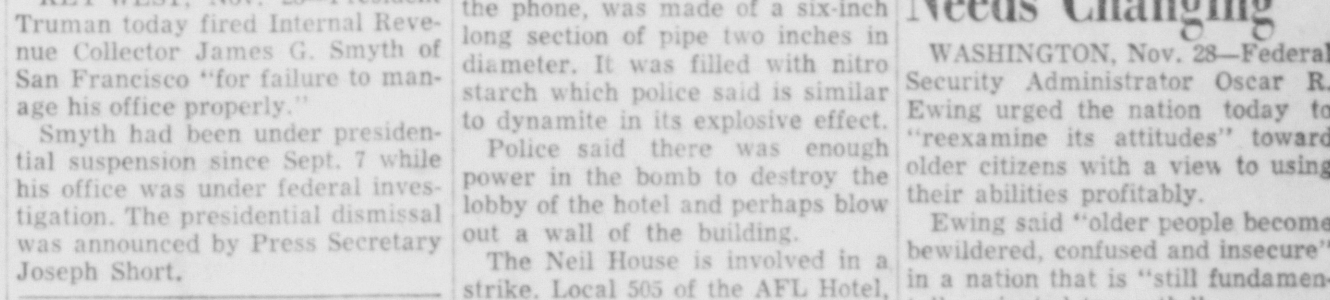 KEY WEST, Nov. 28—President
Truman today fired Internal Reve-
nue Collector James G. Smyth of
San Francisco "for failure to man-
age his office properly."
Smyth had been under presiden-
tial suspension since Sept. 7 while
his office was under federal inves-
tigation. The presidential dismissal
was announced by Press Secretary
Joseph Short.
the phone, was made of a six-inch
long section of pipe two inches in
diameter. It was filled with nitro
starch which police said is similar
to dynamite in its explosive effect.
Police said there was enough
power in the bomb to destroy the
lobby of the hotel and perhaps blow
out a wall of the building.
The Neil House is involved in a
strike. Local 505 of the AFL Hotel,
Needs Changing
WASHINGTON, Nov. 28—Federal
Security Administrator Oscar R.
Ewing urged the nation today to
"reexamine its attitudes" toward
older citizens with a view to using
their abilities profitably.
Ewing said "older people become
bewildered, confused and insecure"
in a nation that is "still fundamen-